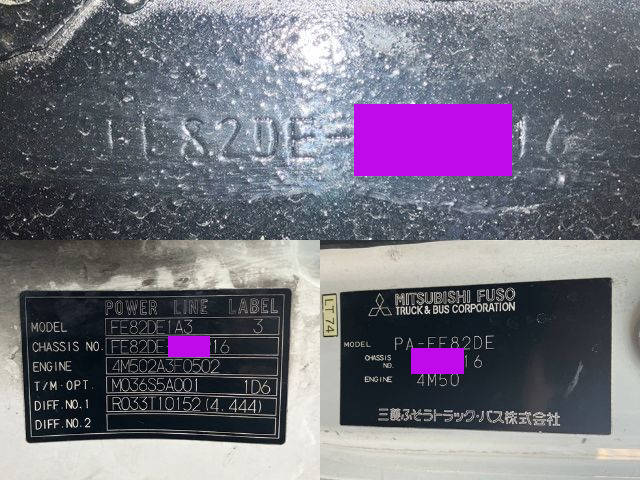 FE82DE- 16
POWER LINE LABEL
MODEL FE82DE1A3 3
CHASSIS NO. FE82DE- 16
ENGINE 4M502A3F0502
T/M·OPT. M036S5A001 1D6
DIFF.NO.1 R033T10152(4.444)
DIFF.NO.2
LT74
MITSUBISHI FUSO
TRUCK & BUS CORPORATION
MODEL PA-FE82DE
CHASSIS NO. 16
ENGINE 4M50
三菱ふそうトラック・バス株式会社